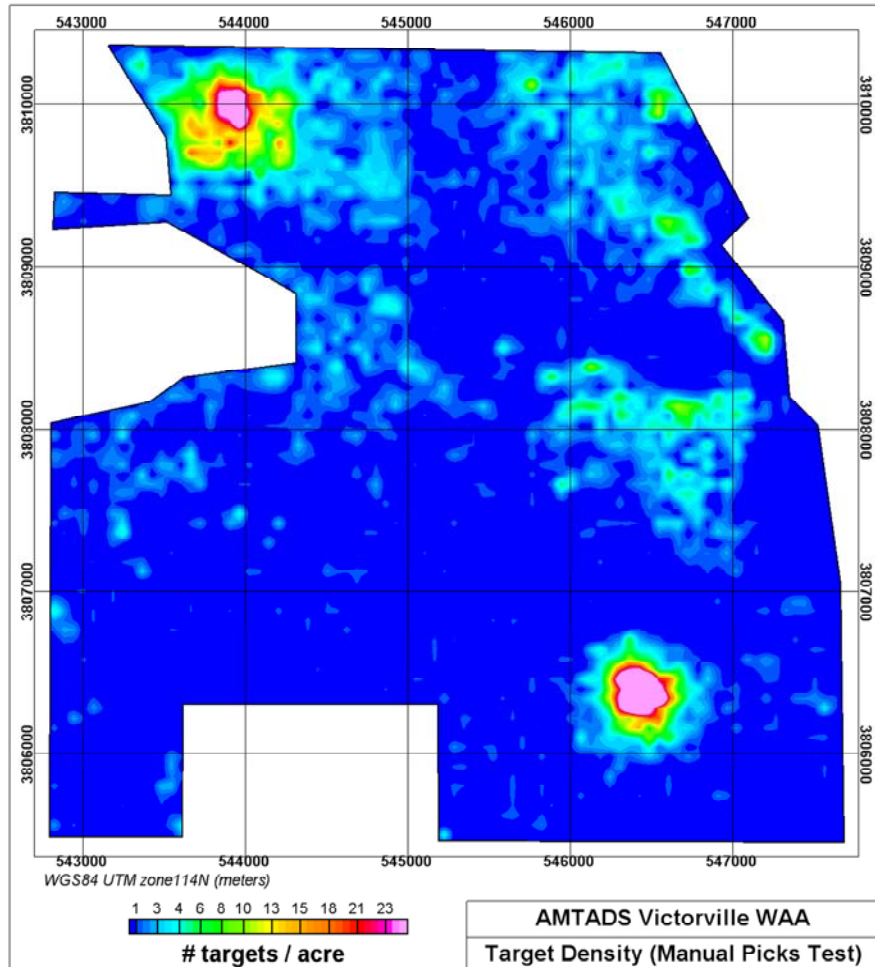 543000 544000 545000 546000 547000
3810000 3810000
3809000 3809000
3808000 3808000
3807000 3807000
3806000 3806000
543000 544000 545000 546000 547000
WGS84 UTM zone114N (meters)
1 3 4 6 8 10 13 15 18 21 23
# targets / acre
AMTADS Victorville WAA
Target Density (Manual Picks Test)